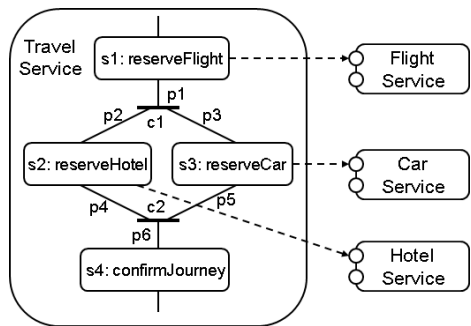 Travel
Service
s1: reserveFlight
Flight
Service
p1
p2
c1
p3
s2: reserveHotel
s3: reserveCar
Car
Service
p4
c2
p5
p6
s4: confirmJourney
Hotel
Service